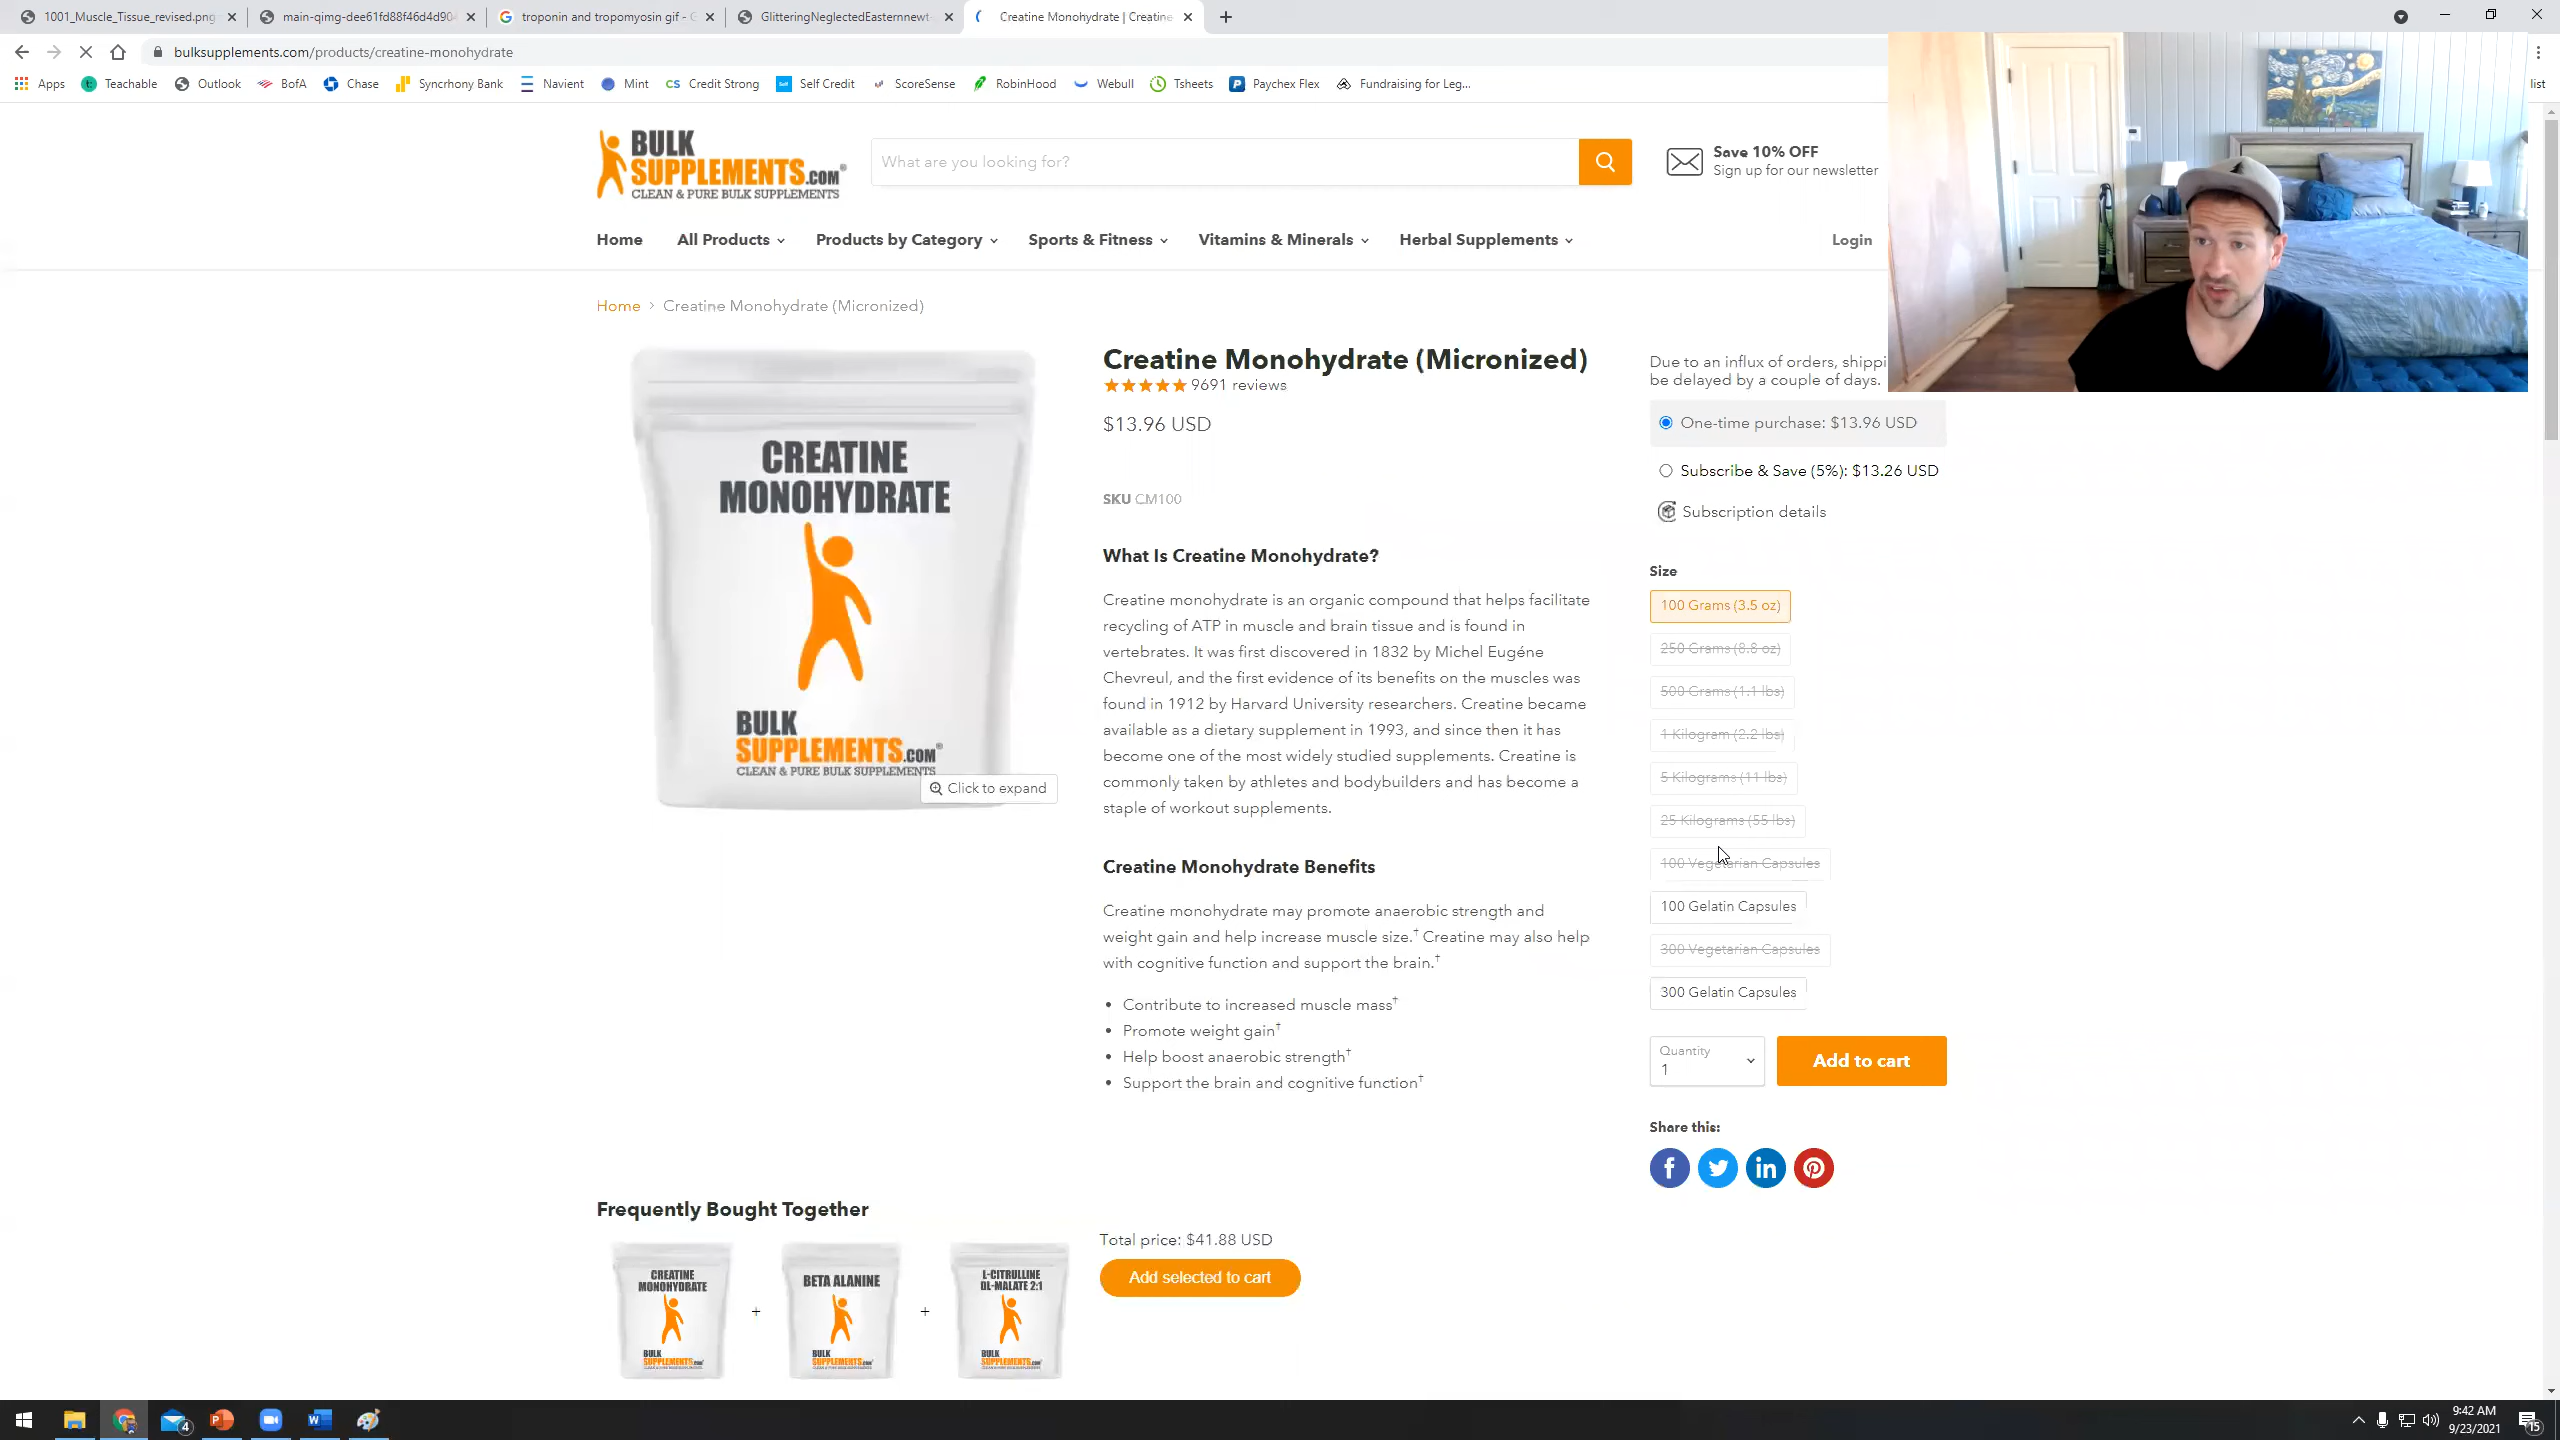 1001_Muscle_Tissue_revised.png
main-qimg-dee61fd88f46d4d904
troponin and tropomyosin gif - G
GlitteringNeglectedEasternnewt-
Creatine Monohydrate | Creatine
bulksupplements.com/products/creatine-monohydrate
Apps
Teachable
Outlook
BofA
Chase
Syncrhony Bank
Navient
Mint
CS Credit Strong
Self Credit
ScoreSense
RobinHood
Webull
Tsheets
Paychex Flex
Fundraising for Leg...
list
BULK
SUPPLEMENTS.COM®
CLEAN & PURE BULK SUPPLEMENTS
What are you looking for?
Save 10% OFF
Sign up for our newsletter
Home
All Products
Products by Category
Sports & Fitness
Vitamins & Minerals
Herbal Supplements
Login
Home > Creatine Monohydrate (Micronized)
CREATINE
MONOHYDRATE
BULK
SUPPLEMENTS.COM®
CLEAN & PURE BULK SUPPLEMENTS
Click to expand
Creatine Monohydrate (Micronized)
9691 reviews
$13.96 USD
SKU CM100
What Is Creatine Monohydrate?
Creatine monohydrate is an organic compound that helps facilitate
recycling of ATP in muscle and brain tissue and is found in
vertebrates. It was first discovered in 1832 by Michel Eugéne
Chevreul, and the first evidence of its benefits on the muscles was
found in 1912 by Harvard University researchers. Creatine became
available as a dietary supplement in 1993, and since then it has
become one of the most widely studied supplements. Creatine is
commonly taken by athletes and bodybuilders and has become a
staple of workout supplements.
Creatine Monohydrate Benefits
Creatine monohydrate may promote anaerobic strength and
weight gain and help increase muscle size.† Creatine may also help
with cognitive function and support the brain.†
• Contribute to increased muscle mass†
• Promote weight gain†
• Help boost anaerobic strength†
• Support the brain and cognitive function†
Due to an influx of orders, shippi
be delayed by a couple of days.
One-time purchase: $13.96 USD
Subscribe & Save (5%): $13.26 USD
Subscription details
Size
100 Grams (3.5 oz)
250 Grams (8.8 oz)
500 Grams (1.1 lbs)
1 Kilogram (2.2 lbs)
5 Kilograms (11 lbs)
25 Kilograms (55 lbs)
100 Vegetarian Capsules
100 Gelatin Capsules
300 Vegetarian Capsules
300 Gelatin Capsules
Quantity
1
Add to cart
Share this:
Frequently Bought Together
CREATINE
MONOHYDRATE
BULK
SUPPLEMENTS.COM
+
BETA ALANINE
BULK
SUPPLEMENTS.COM
+
L-CITRULLINE
DL-MALATE 2:1
BULK
SUPPLEMENTS.COM
Total price: $41.88 USD
Add selected to cart
4
9:42 AM
9/23/2021
15